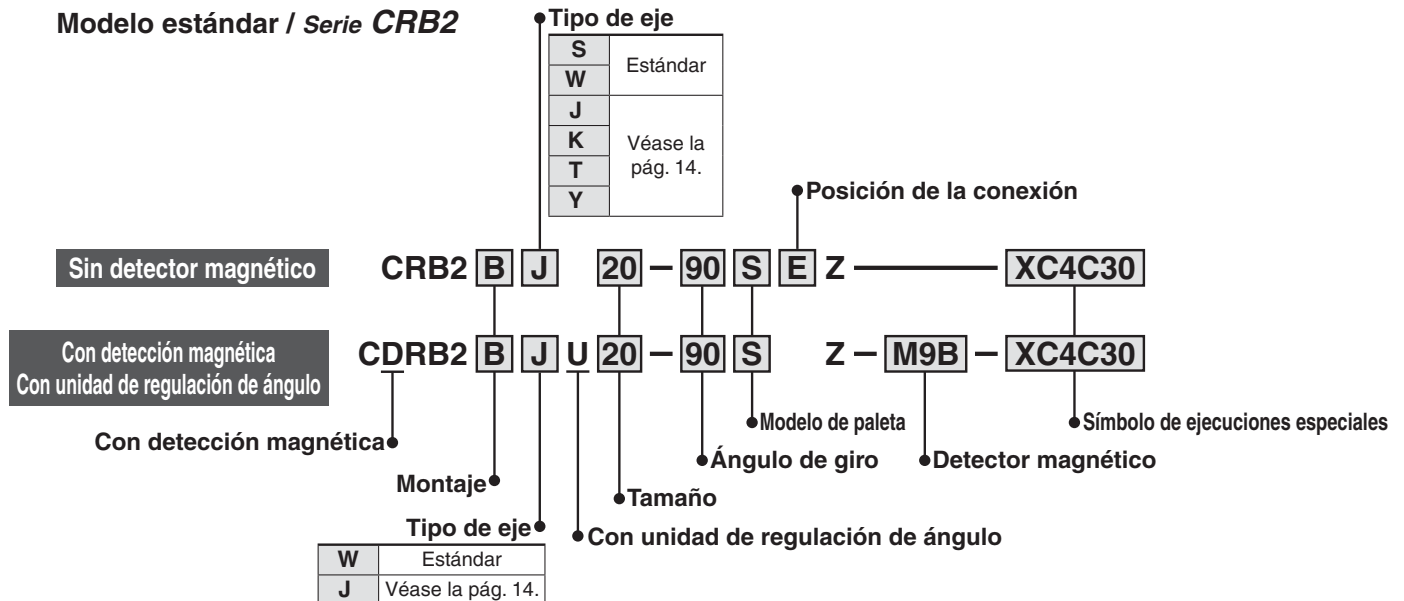 Modelo estándar / Serie CRB2
Tipo de eje
S
W
Estándar
J
K
T
Y
Véase la
pág. 14.
Posición de la conexión
Sin detector magnético
CRB2 B J 20 – 90 S E Z — XC4C30
Con detección magnética
Con unidad de regulación de ángulo
CDRB2 B J U 20 – 90 S Z – M9B – XC4C30
Modelo de paleta
Símbolo de ejecuciones especiales
Con detección magnética
Ángulo de giro
Detector magnético
Montaje
Tamaño
Tipo de eje
Con unidad de regulación de ángulo
W Estándar
J Véase la pág. 14.